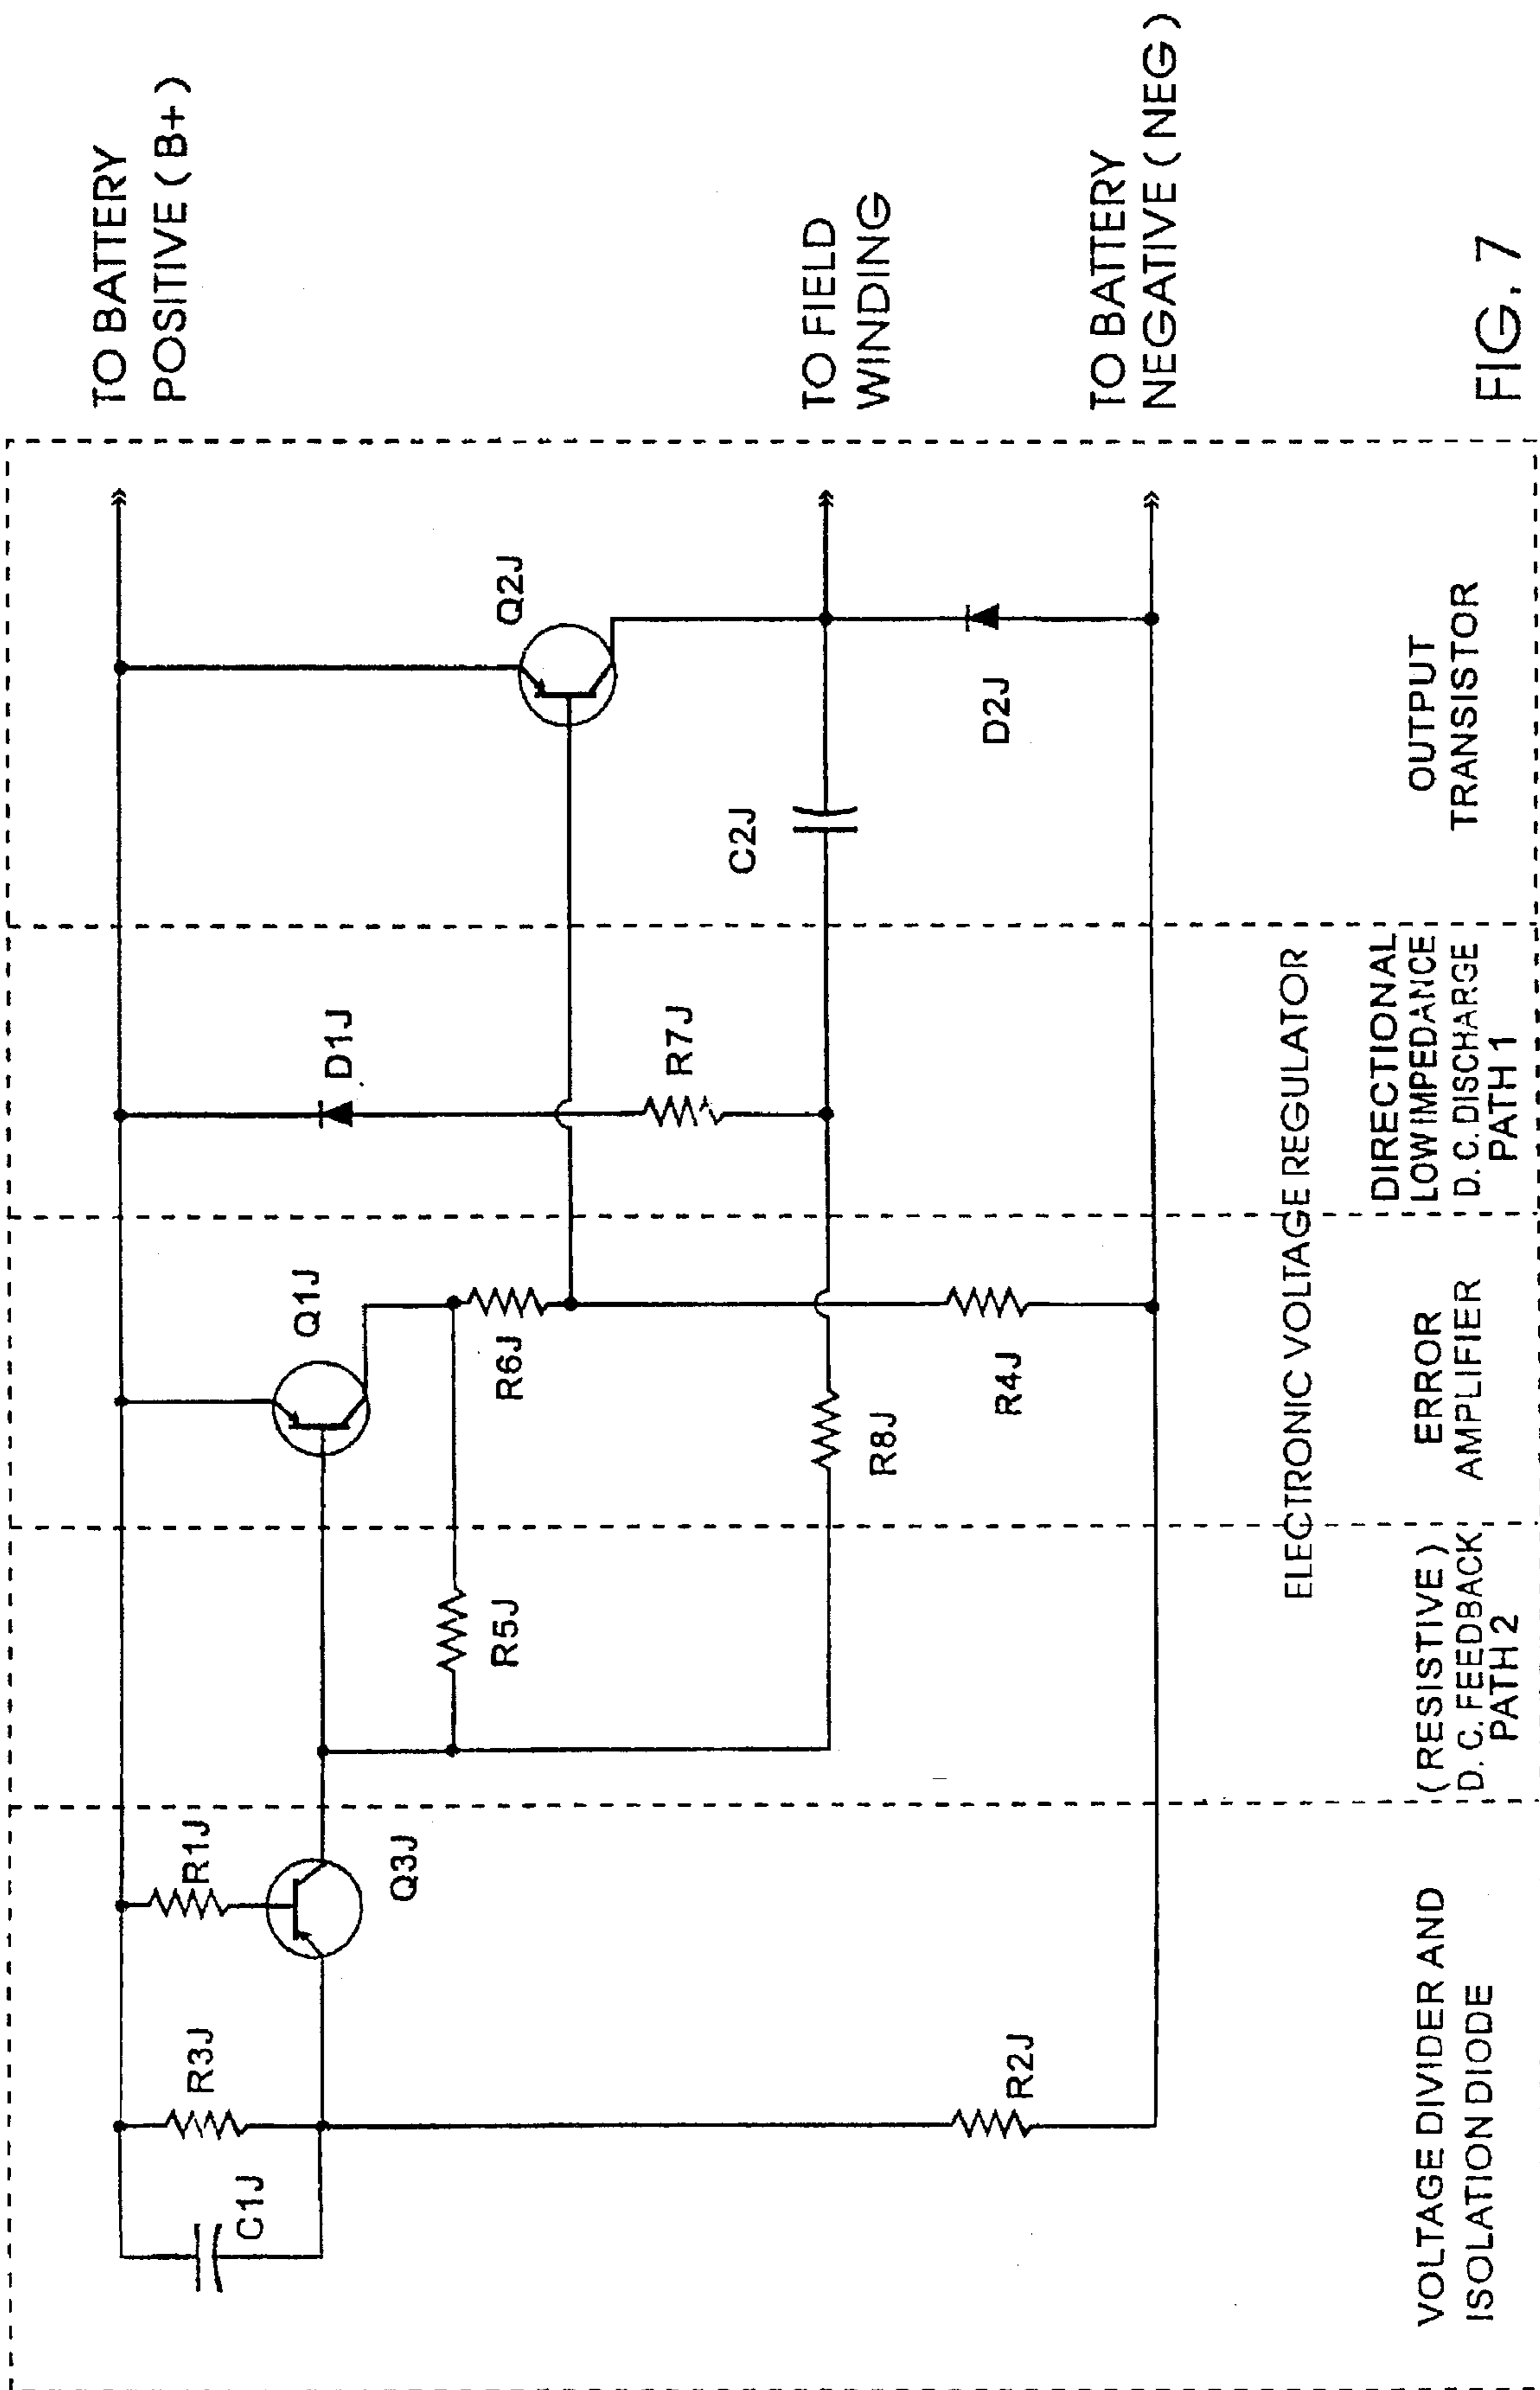 TO BATTERY
POSITIVE ( B+ )
TO FIELD
WINDING
TO BATTERY
NEGATIVE ( NEG )
FIG. 7
C1J
R3J
R1J
Q3J
R2J
R5J
Q1J
R6J
R8J
R4J
D1J
R7J
C2J
Q2J
D2J
ELECTRONIC VOLTAGE REGULATOR
VOLTAGE DIVIDER AND
ISOLATION DIODE
( RESISTIVE )
D. C. FEEDBACK
PATH 2
ERROR
AMPLIFIER
DIRECTIONAL
LOW IMPEDANCE
D. C. DISCHARGE
PATH 1
OUTPUT
TRANSISTOR